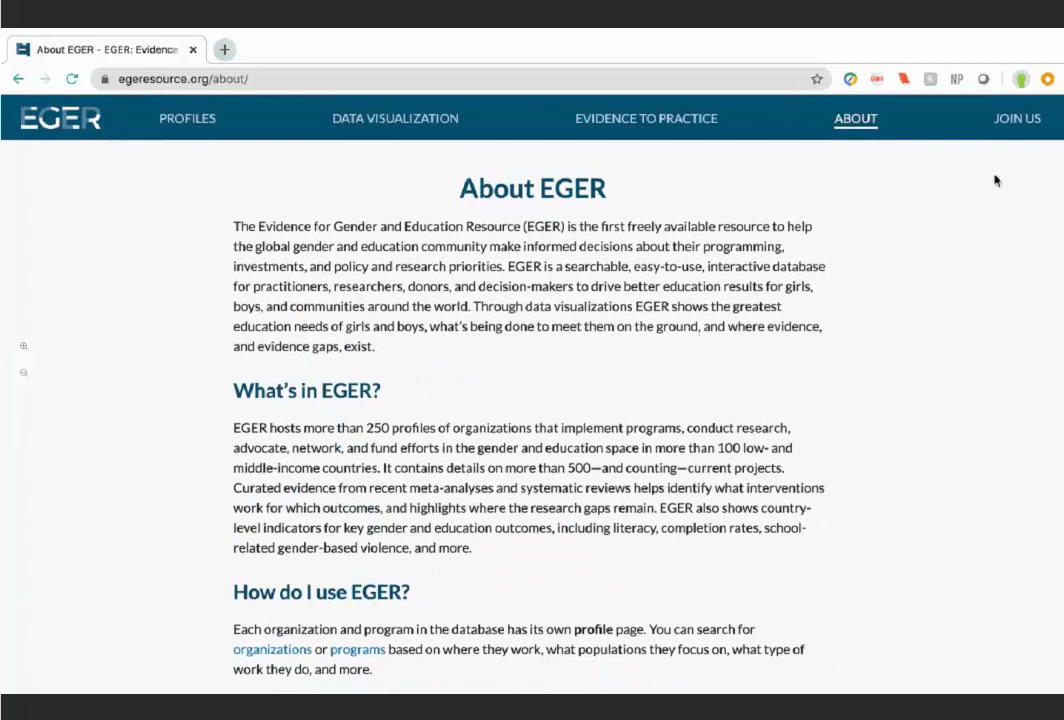 About EGER - EGER: Evidence
egeresource.org/about/
NP
EGER PROFILES DATA VISUALIZATION EVIDENCE TO PRACTICE ABOUT JOIN US
About EGER
The Evidence for Gender and Education Resource (EGER) is the first freely available resource to help
the global gender and education community make informed decisions about their programming,
investments, and policy and research priorities. EGER is a searchable, easy-to-use, interactive database
for practitioners, researchers, donors, and decision-makers to drive better education results for girls,
boys, and communities around the world. Through data visualizations EGER shows the greatest
education needs of girls and boys, what's being done to meet them on the ground, and where evidence,
and evidence gaps, exist.
What's in EGER?
EGER hosts more than 250 profiles of organizations that implement programs, conduct research,
advocate, network, and fund efforts in the gender and education space in more than 100 low- and
middle-income countries. It contains details on more than 500—and counting—current projects.
Curated evidence from recent meta-analyses and systematic reviews helps identify what interventions
work for which outcomes, and highlights where the research gaps remain. EGER also shows country-
level indicators for key gender and education outcomes, including literacy, completion rates, school-
related gender-based violence, and more.
How do I use EGER?
Each organization and program in the database has its own profile page. You can search for
organizations or programs based on where they work, what populations they focus on, what type of
work they do, and more.